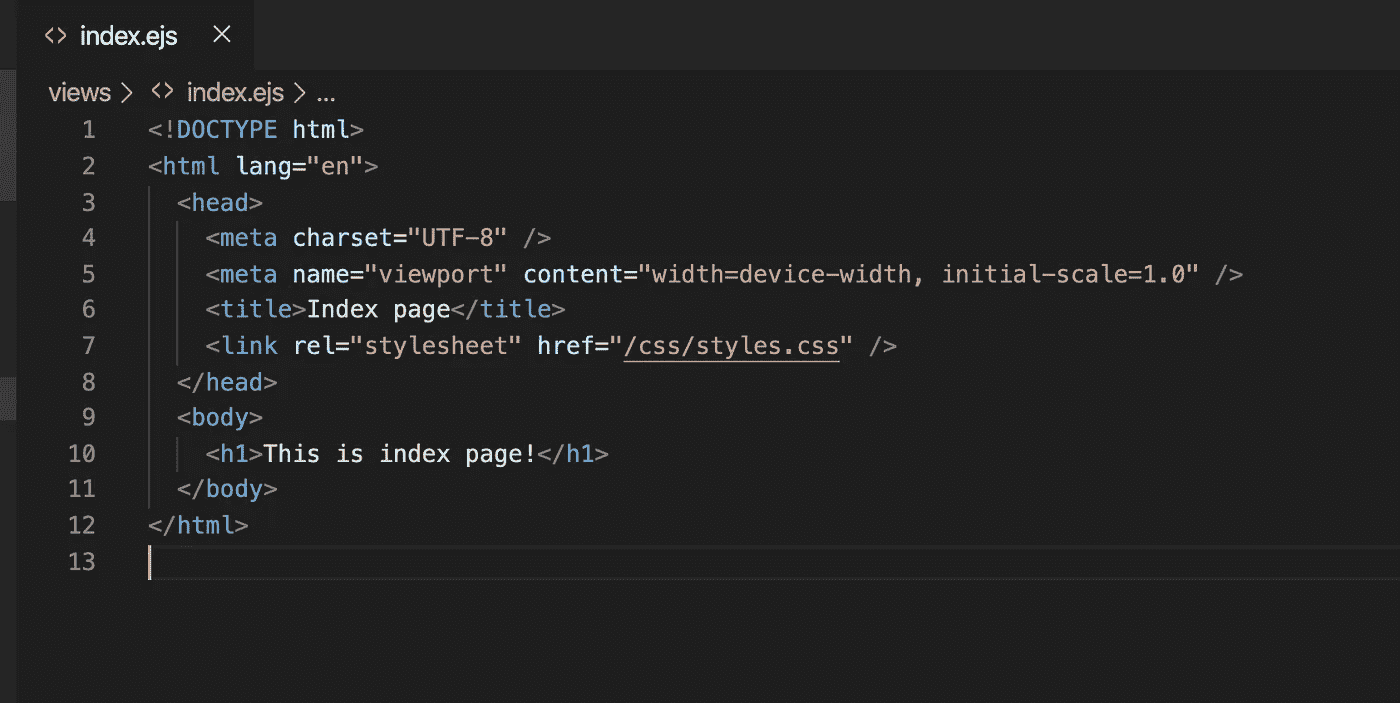 index.ejs
views > index.ejs > ...
1 <!DOCTYPE html>
2 <html lang="en">
3   <head>
4     <meta charset="UTF-8" />
5     <meta name="viewport" content="width=device-width, initial-scale=1.0" />
6     <title>Index page</title>
7     <link rel="stylesheet" href="/css/styles.css" />
8   </head>
9   <body>
10     <h1>This is index page!</h1>
11   </body>
12 </html>
13